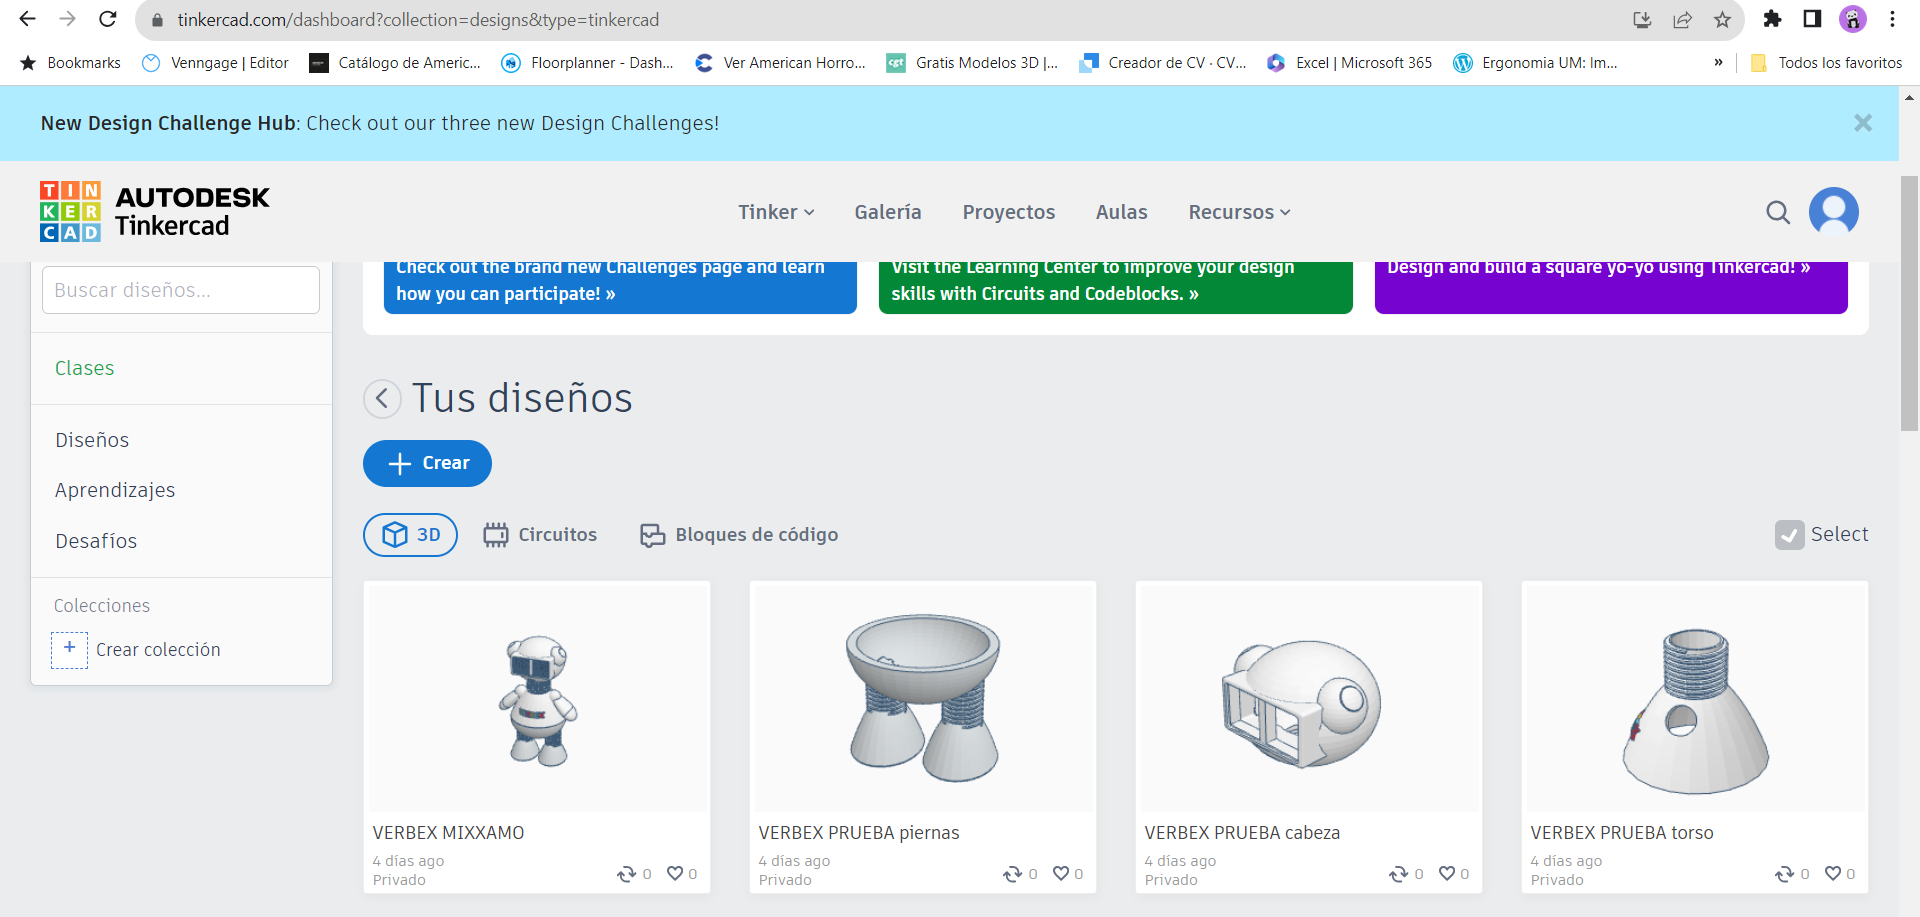 tinkercad.com/dashboard?collection=designs&type=tinkercad
Bookmarks
Venngage | Editor
Catálogo de Americ...
Floorplanner - Dash...
Ver American Horro...
cgt
Gratis Modelos 3D |...
Creador de CV · CV...
Excel | Microsoft 365
Ergonomia UM: Im...
»
Todos los favoritos
New Design Challenge Hub: Check out our three new Design Challenges!
TIN
KER
CAD
AUTODESK
Tinkercad
Tinker
Galería
Proyectos
Aulas
Recursos
Check out the brand new Challenges page and learn
how you can participate! »
Visit the Learning Center to improve your design
skills with Circuits and Codeblocks. »
Design and build a square yo-yo using Tinkercad! »
Buscar diseños...
Clases
Diseños
Aprendizajes
Desafíos
Colecciones
+ Crear colección
Tus diseños
+ Crear
3D
Circuitos
Bloques de código
Select
VERBEX MIXXAMO
4 días ago
Privado
0
0
VERBEX PRUEBA piernas
4 días ago
Privado
0
0
VERBEX PRUEBA cabeza
4 días ago
Privado
0
0
VERBEX PRUEBA torso
4 días ago
Privado
0
0